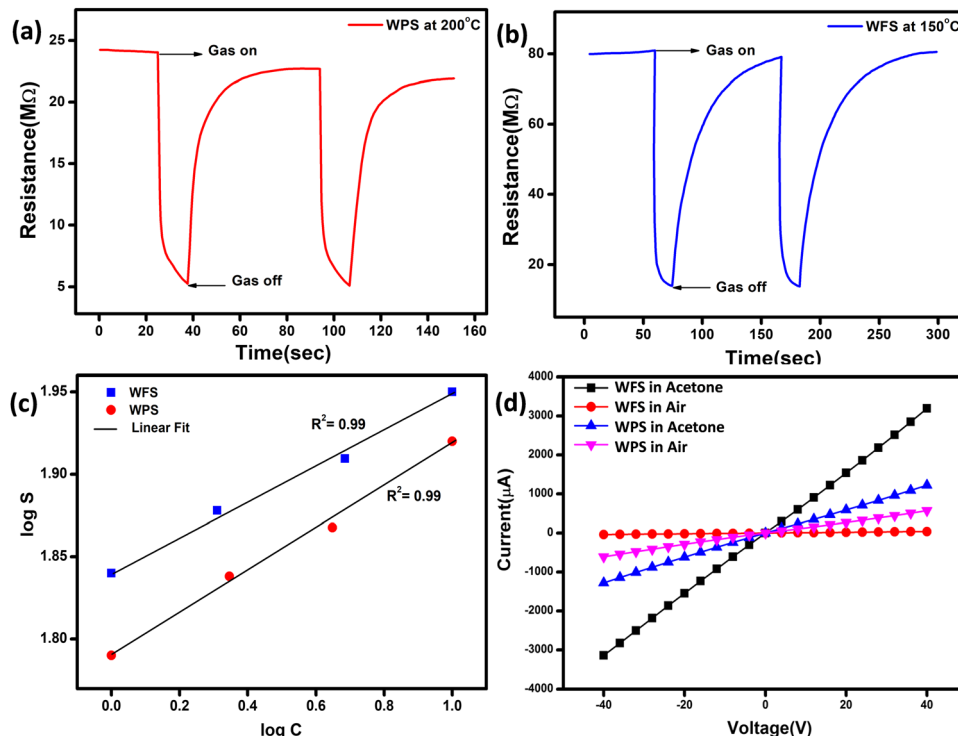 (a)
WPS at 200°C
Gas on
Gas off
Resistance(MΩ)
25
20
15
10
5
0 20 40 60 80 100 120 140 160
Time(sec)
(b)
WFS at 150°C
Gas on
Gas off
Resistance(MΩ)
80
60
40
20
0 50 100 150 200 250 300
Time(sec)
(c)
WFS
WPS
Linear Fit
R²= 0.99
R²= 0.99
log S
1.95
1.90
1.85
1.80
0.0 0.2 0.4 0.6 0.8 1.0
log C
(d)
WFS in Acetone
WFS in Air
WPS in Acetone
WPS in Air
Current(μA)
4000
3000
2000
1000
0
-1000
-2000
-3000
-4000
-40 -20 0 20 40
Voltage(V)